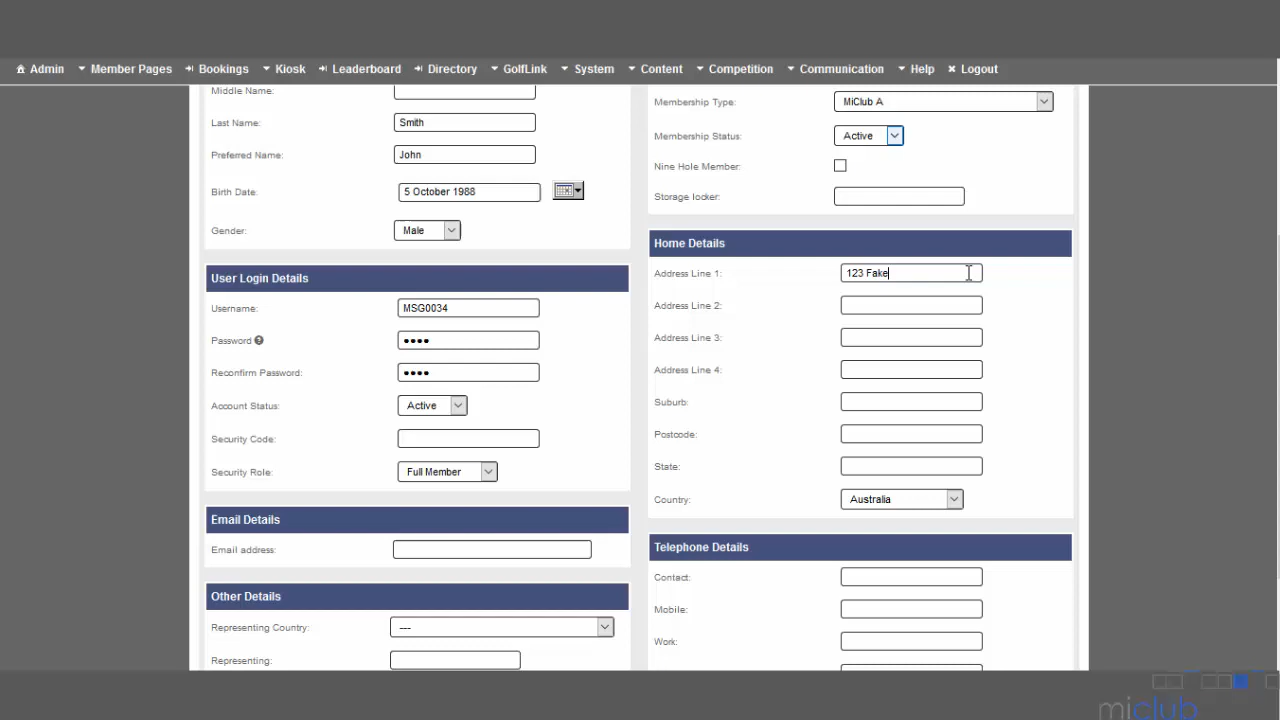 Admin Member Pages Bookings Kiosk Leaderboard Directory GolfLink System Content Competition Communication Help Logout
Middle Name:
Last Name: Smith
Preferred Name: John
Birth Date: 5 October 1988
Gender: Male
User Login Details
Username: MSG0034
Password ?
Reconfirm Password:
Account Status: Active
Security Code:
Security Role: Full Member
Email Details
Email address:
Other Details
Representing Country: ---
Representing:
Membership Type: MiClub A
Membership Status: Active
Nine Hole Member:
Storage locker:
Home Details
Address Line 1: 123 Fake
Address Line 2:
Address Line 3:
Address Line 4:
Suburb:
Postcode:
State:
Country: Australia
Telephone Details
Contact:
Mobile:
Work:
miclub